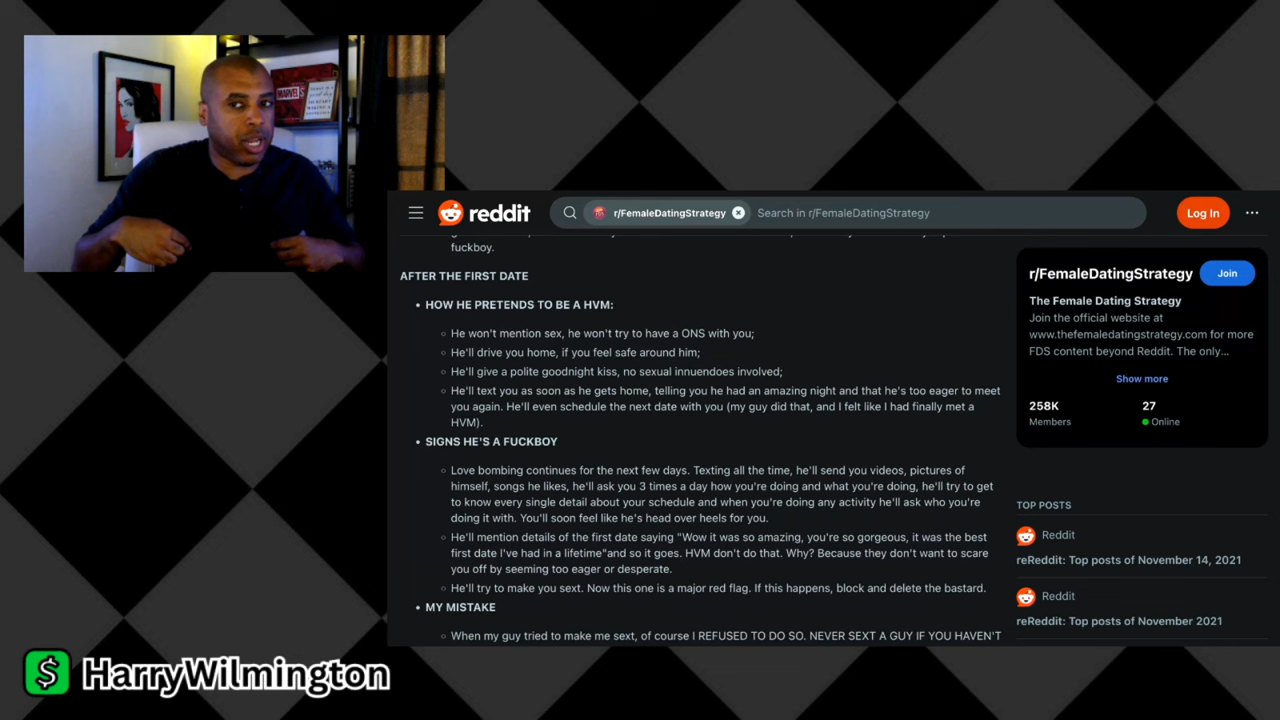 MARVELS
reddit
r/FemaleDatingStrategy
Search in r/FemaleDatingStrategy
Log In
fuckboy.
AFTER THE FIRST DATE
• HOW HE PRETENDS TO BE A HVM:
He won't mention sex, he won't try to have a ONS with you;
He'll drive you home, if you feel safe around him;
He'll give a polite goodnight kiss, no sexual innuendoes involved;
He'll text you as soon as he gets home, telling you he had an amazing night and that he's too eager to meet
you again. He'll even schedule the next date with you (my guy did that, and I felt like I had finally met a
HVM).
• SIGNS HE'S A FUCKBOY
Love bombing continues for the next few days. Texting all the time, he'll send you videos, pictures of
himself, songs he likes, he'll ask you 3 times a day how you're doing and what you're doing, he'll try to get
to know every single detail about your schedule and when you're doing any activity he'll ask who you're
doing it with. You'll soon feel like he's head over heels for you.
He'll mention details of the first date saying "Wow it was so amazing, you're so gorgeous, it was the best
first date I've had in a lifetime"and so it goes. HVM don't do that. Why? Because they don't want to scare
you off by seeming too eager or desperate.
He'll try to make you sext. Now this one is a major red flag. If this happens, block and delete the bastard.
• MY MISTAKE
When my guy tried to make me sext, of course I REFUSED TO DO SO. NEVER SEXT A GUY IF YOU HAVEN'T
r/FemaleDatingStrategy
Join
The Female Dating Strategy
Join the official website at
www.thefemaledatingstrategy.com for more
FDS content beyond Reddit. The only...
Show more
258K
27
Members
Online
TOP POSTS
Reddit
reReddit: Top posts of November 14, 2021
Reddit
reReddit: Top posts of November 2021
$ HarryWilmington